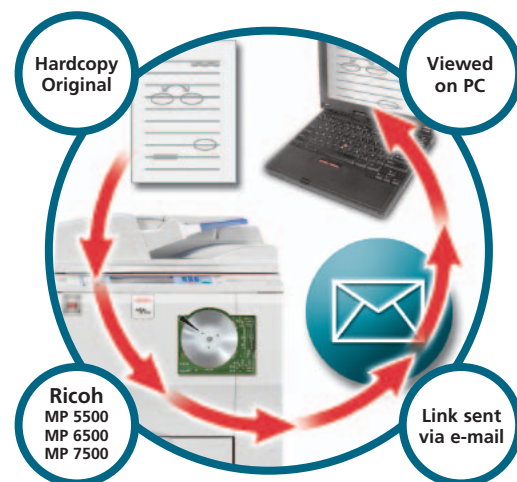 Hardcopy
Original
Viewed
on PC
Ricoh
MP 5500
MP 6500
MP 7500
Link sent
via e-mail